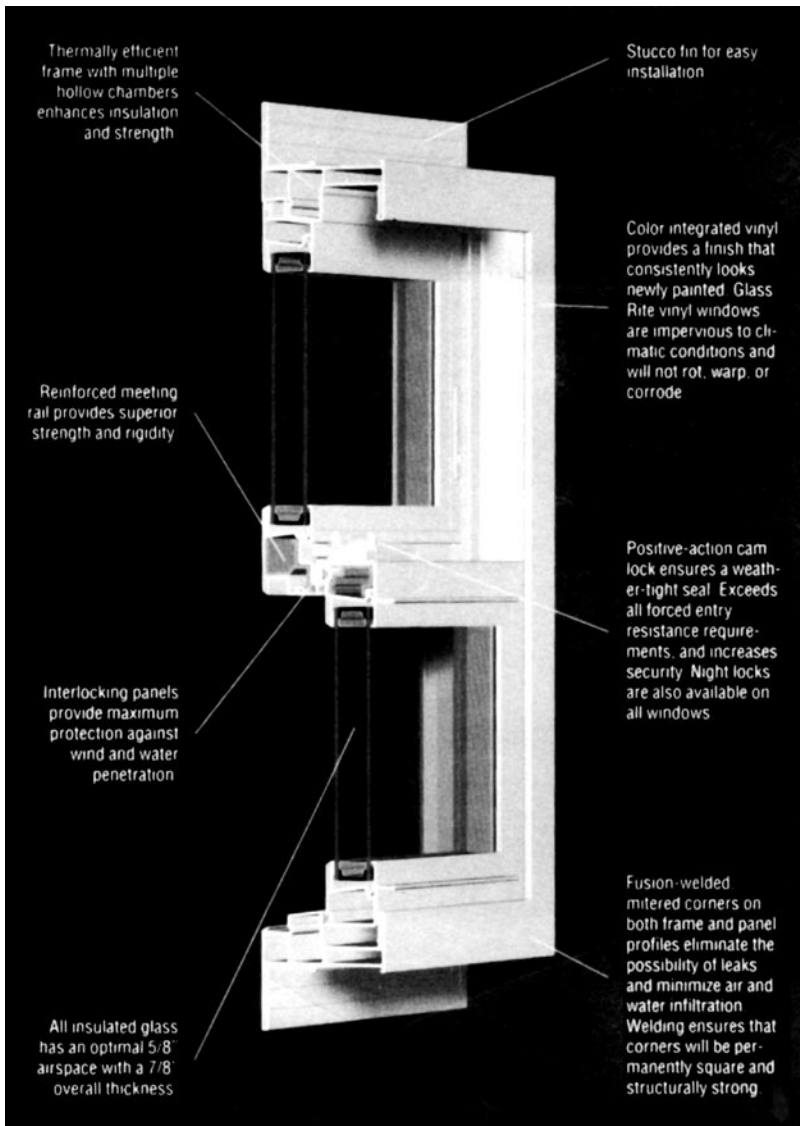 Thermally efficient
frame with multiple
hollow chambers
enhances insulation
and strength
Reinforced meeting
rail provides superior
strength and rigidity
Interlocking panels
provide maximum
protection against
wind and water
penetration
All insulated glass
has an optimal 5/8"
airspace with a 7/8"
overall thickness
Stucco fin for easy
installation
Color integrated vinyl
provides a finish that
consistently looks
newly painted Glass
Rite vinyl windows
are impervious to cli-
matic conditions and
will not rot, warp, or
corrode
Positive-action cam
lock ensures a weath-
er-tight seal Exceeds
all forced entry
resistance require-
ments, and increases
security Night locks
are also available on
all windows
Fusion-welded
mitered corners on
both frame and panel
profiles eliminate the
possibility of leaks
and minimize air and
water infiltration
Welding ensures that
corners will be per-
manently square and
structurally strong.